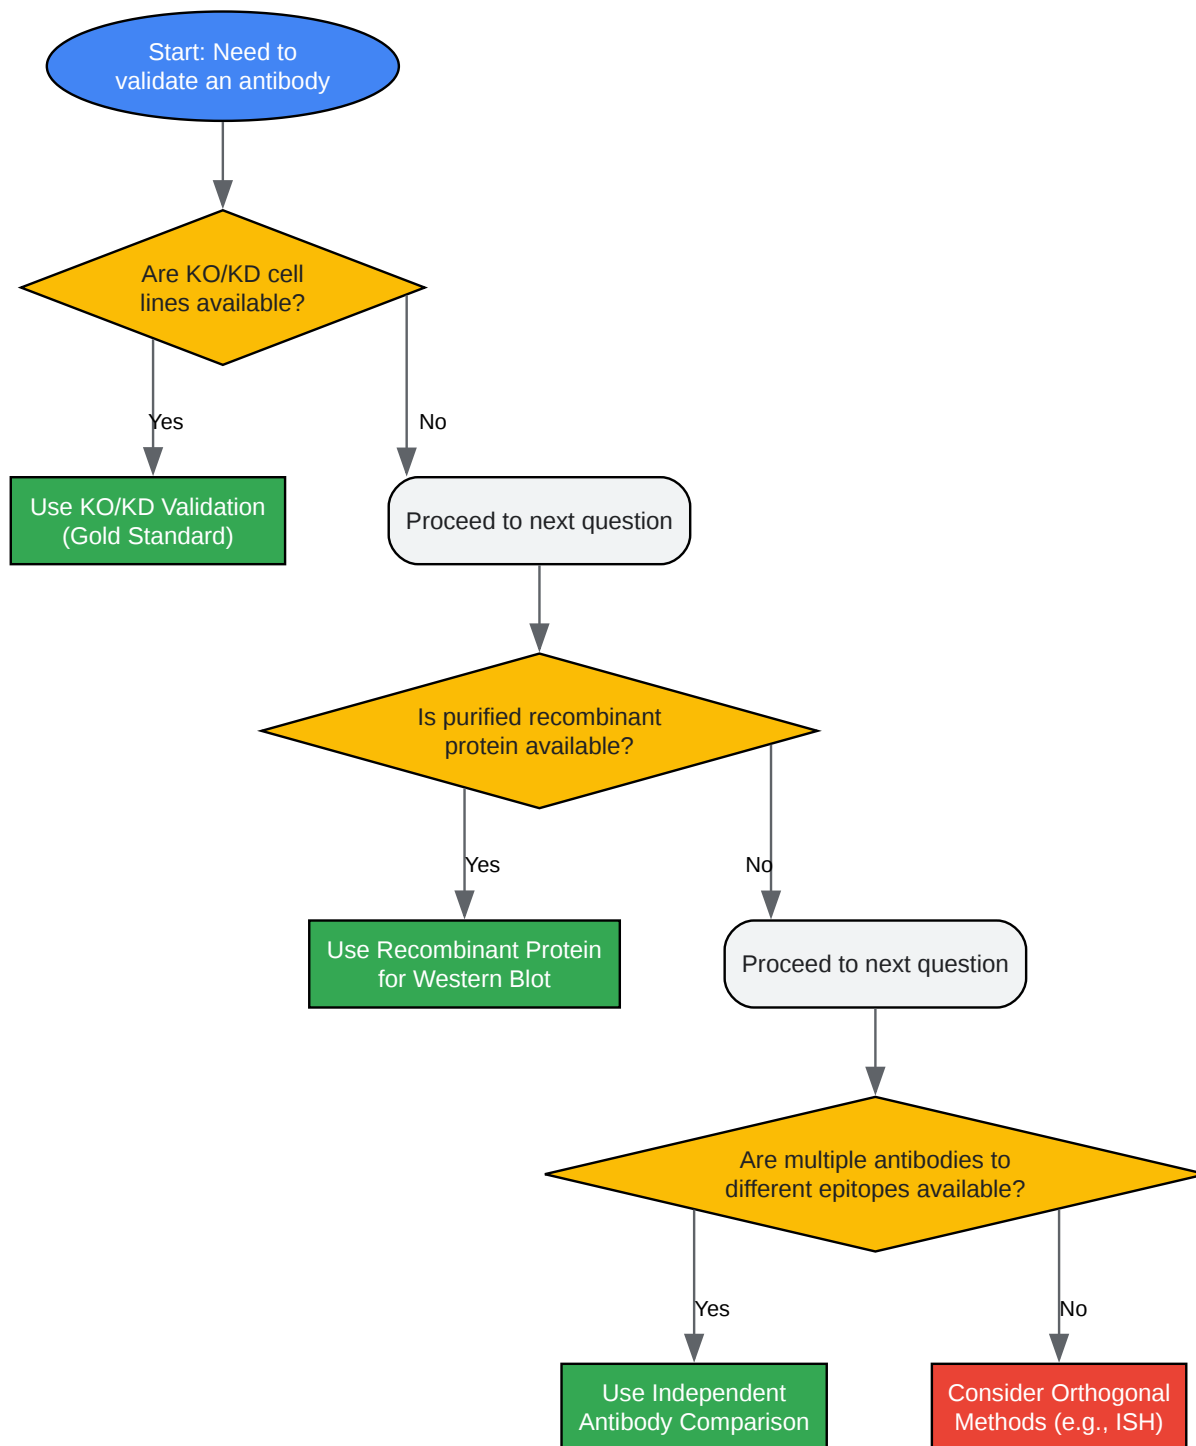 Start: Need to
validate an antibody
Are KO/KD cell
lines available?
Yes
No
Use KO/KD Validation
(Gold Standard)
Proceed to next question
Is purified recombinant
protein available?
Yes
No
Use Recombinant Protein
for Western Blot
Proceed to next question
Are multiple antibodies to
different epitopes available?
Yes
No
Use Independent
Antibody Comparison
Consider Orthogonal
Methods (e.g., ISH)